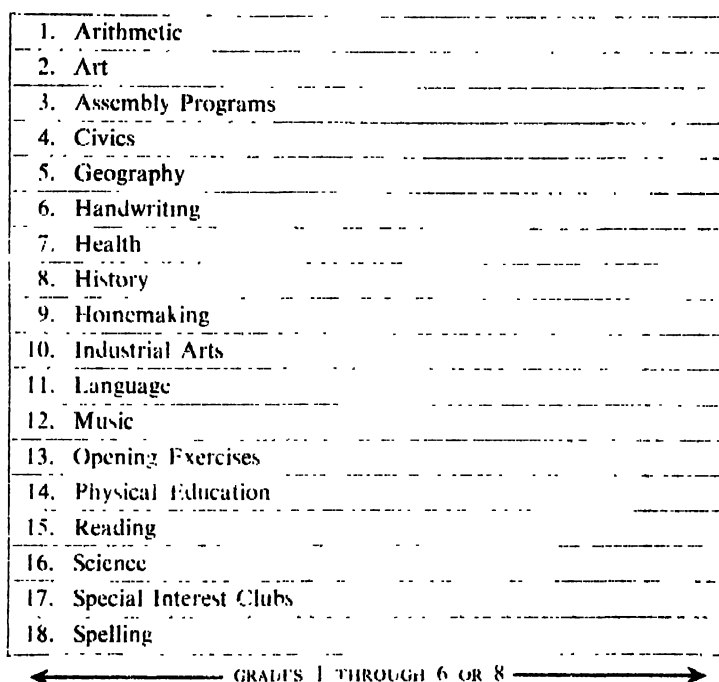 1. Arithmetic
2. Art
3. Assembly Programs
4. Civics
5. Geography
6. Handwriting
7. Health
8. History
9. Homemaking
10. Industrial Arts
11. Language
12. Music
13. Opening Exercises
14. Physical Education
15. Reading
16. Science
17. Special Interest Clubs
18. Spelling
GRADES 1 THROUGH 6 OR 8